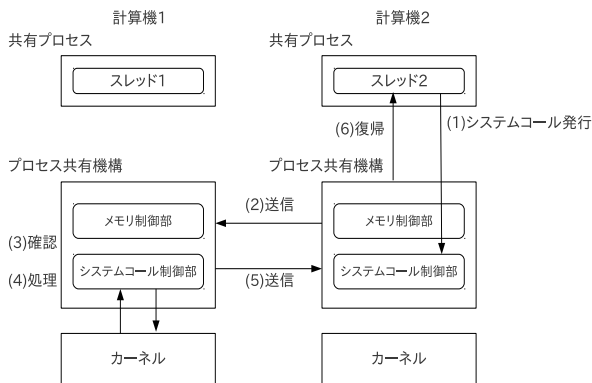 計算機1
計算機2
共有プロセス
共有プロセス
スレッド1
スレッド2
(1)システムコール発行
(6)復帰
プロセス共有機構
プロセス共有機構
(2)送信
メモリ制御部
メモリ制御部
(3)確認
システムコール制御部
システムコール制御部
(4)処理
(5)送信
カーネル
カーネル